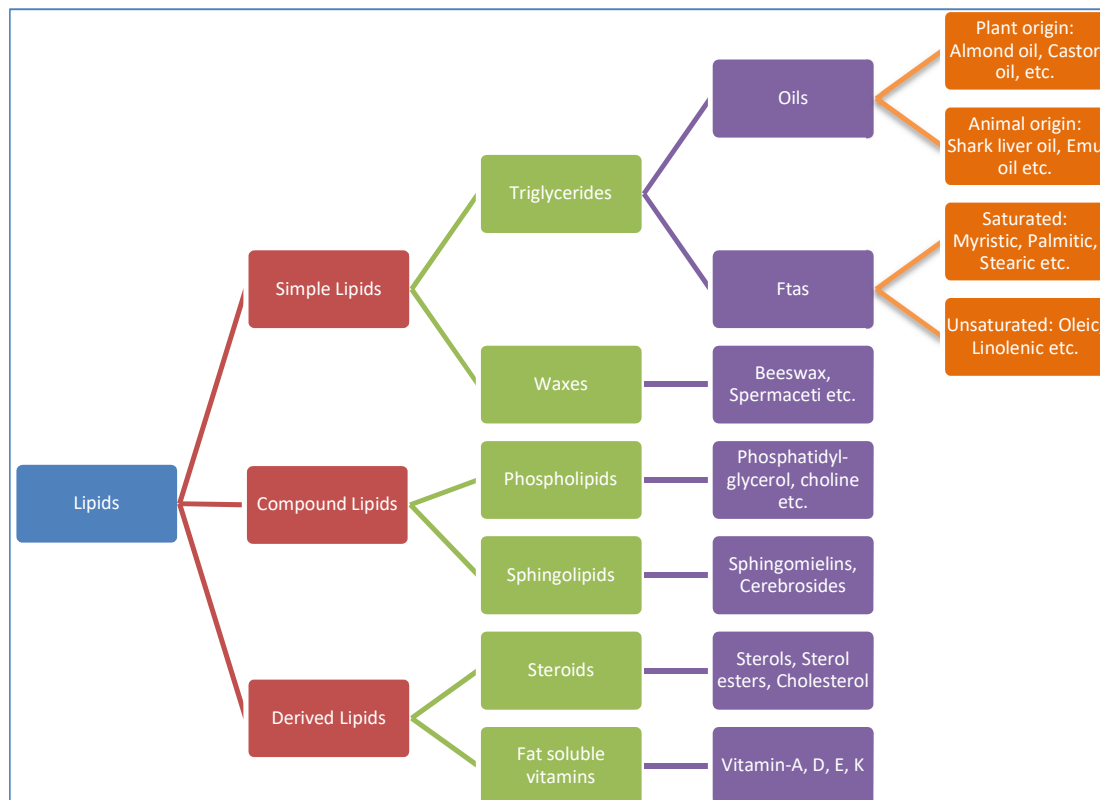 Plant origin:
Almond oil, Castor
oil, etc.
Oils
Animal origin:
Shark liver oil, Emu
oil etc.
Triglycerides
Saturated:
Myristic, Palmitic,
Stearic etc.
Simple Lipids
Ftas
Unsaturated: Oleic,
Linolenic etc.
Waxes
Beeswax,
Spermaceti etc.
Lipids
Compound Lipids
Phospholipids
Phosphatidyl-
glycerol, choline
etc.
Sphingolipids
Sphingomielins,
Cerebrosides
Derived Lipids
Steroids
Sterols, Sterol
esters, Cholesterol
Fat soluble
vitamins
Vitamin-A, D, E, K